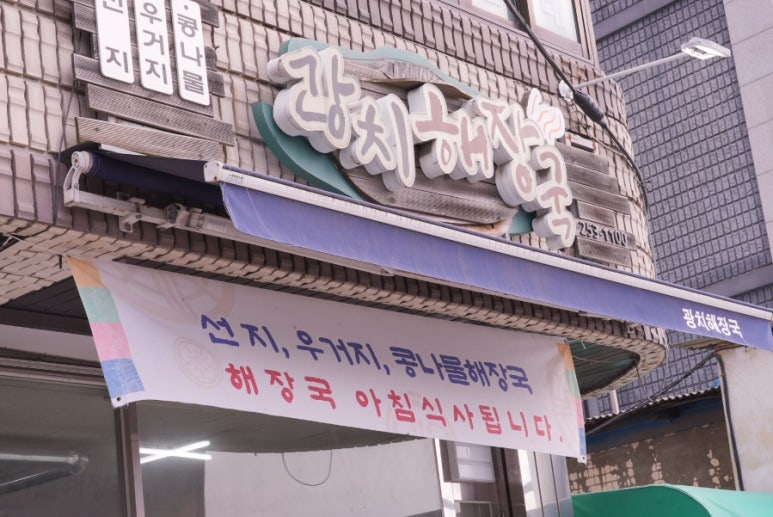 선지
우거지
콩나물
광치해장국
253-1100
광치해장국
선지, 우거지, 콩나물해장국
해장국 아침식사됩니다.